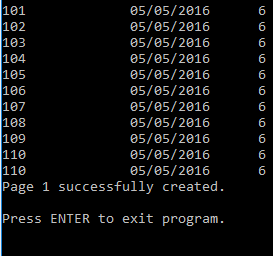 101 05/05/2016 6
102 05/05/2016 6
103 05/05/2016 6
104 05/05/2016 6
105 05/05/2016 6
106 05/05/2016 6
107 05/05/2016 6
108 05/05/2016 6
109 05/05/2016 6
110 05/05/2016 6
110 05/05/2016 6
Page 1 successfully created.
Press ENTER to exit program.